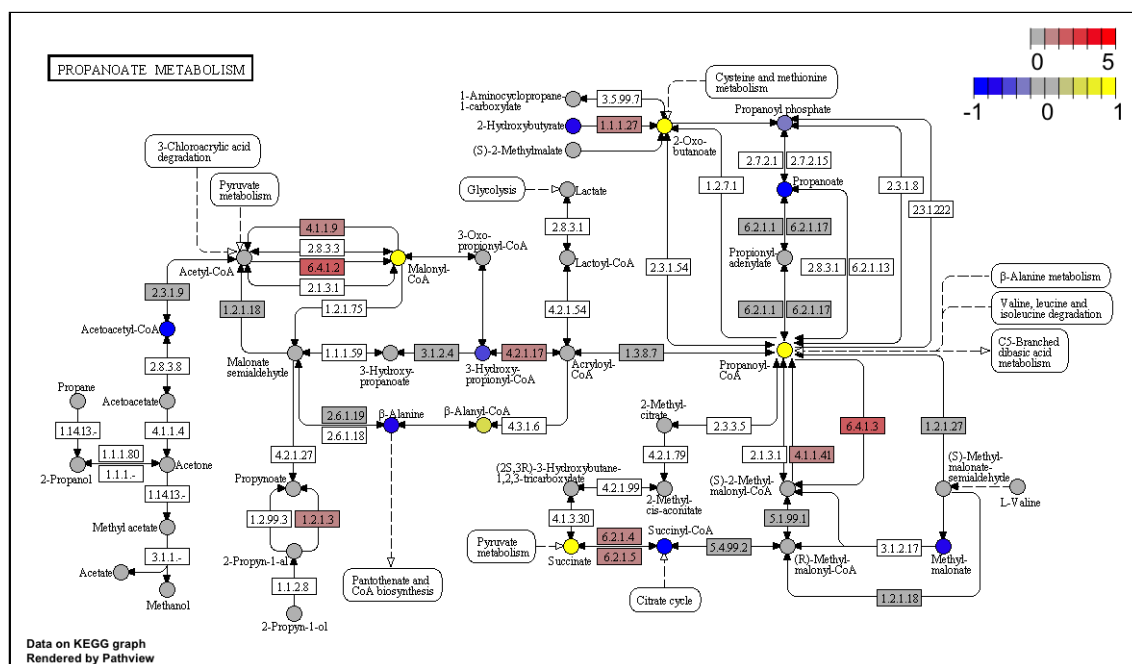 PROPANOATE METABOLISM
0 5
-1 0 1
Cysteine and methionine
metabolism
1-Aminocyclopropane
1-carboxylate
3.5.99.7
2-Hydroxybutyrate
1.1.1.27
2-Oxo-
butanoate
Propanoyl phosphate
(S)-2-Methylmalate
3-Chloroacrylic acid
degradation
Pyruvate
metabolism
Glycolysis
Lactate
2.7.2.1
2.7.2.15
1.2.7.1
Propanoate
2.3.1.8
2.3.1.222
4.1.1.9
2.8.3.3
6.4.1.2
2.1.3.1
Acetyl-CoA
Malonyl-
CoA
3-Oxo-
propionyl-CoA
2.8.3.1
Lactoyl-CoA
6.2.1.1
6.2.1.17
Propionyl-
adenylate
2.3.1.54
2.8.3.1
6.2.1.13
β-Alanine metabolism
Valine, leucine and
isoleucine degradation
C5-Branched
dibasic acid
metabolism
2.3.1.9
1.2.1.18
1.2.1.75
4.2.1.54
6.2.1.1
6.2.1.17
Acetoacetyl-CoA
Malonate
semialdehyde
1.1.1.59
3-Hydroxy-
propanoate
3.1.2.4
3-Hydroxy-
propionyl-CoA
4.2.1.17
Acryloyl-
CoA
1.3.8.7
Propanoyl-
CoA
2.8.3.8
Propane
Acetoacetate
1.14.13.-
4.1.1.4
1.1.1.80
1.1.1.-
2-Propanol
Acetone
2.6.1.19
2.6.1.18
β-Alanine
β-Alanyl-CoA
4.3.1.6
2-Methyl-
citrate
2.3.3.5
2.1.3.1
4.1.1.41
6.4.1.3
1.2.1.27
4.2.1.27
4.2.1.79
(S)-Methyl-
malonate-
semialdehyde
L-Valine
1.14.13.-
Methyl acetate
3.1.1.-
Acetate
Methanol
Propynoate
1.2.99.3
1.2.1.3
2-Propyn-1-al
1.1.2.8
2-Propyn-1-ol
(2S,3R)-3-Hydroxybutane-
1,2,3-tricarboxylate
4.2.1.99
2-Methyl-
cis-aconitate
(S)-2-Methyl-
malonyl-CoA
4.1.3.30
5.1.99.1
Pyruvate
metabolism
Succinate
6.2.1.4
6.2.1.5
Succinyl-CoA
5.4.99.2
(R)-Methyl-
malonyl-CoA
3.1.2.17
Methyl-
malonate
1.2.1.18
Pantothenate and
CoA biosynthesis
Citrate cycle
Data on KEGG graph
Rendered by Pathview